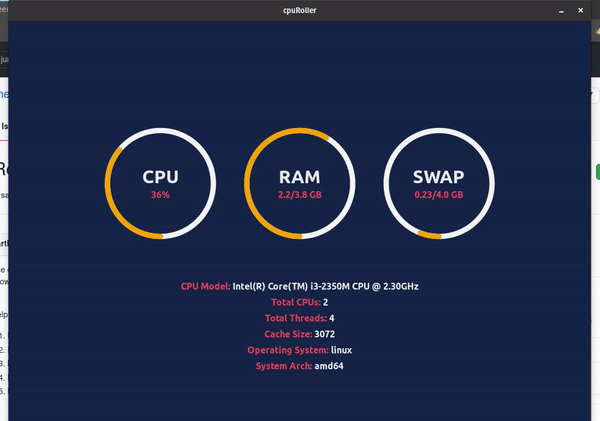 cpuRoller
CPU
36%
RAM
2.2/3.8 GB
SWAP
0.23/4.0 GB
CPU Model: Intel(R) Core(TM) i3-2350M CPU @ 2.30GHz
Total CPUs: 2
Total Threads: 4
Cache Size: 3072
Operating System: linux
System Arch: amd64